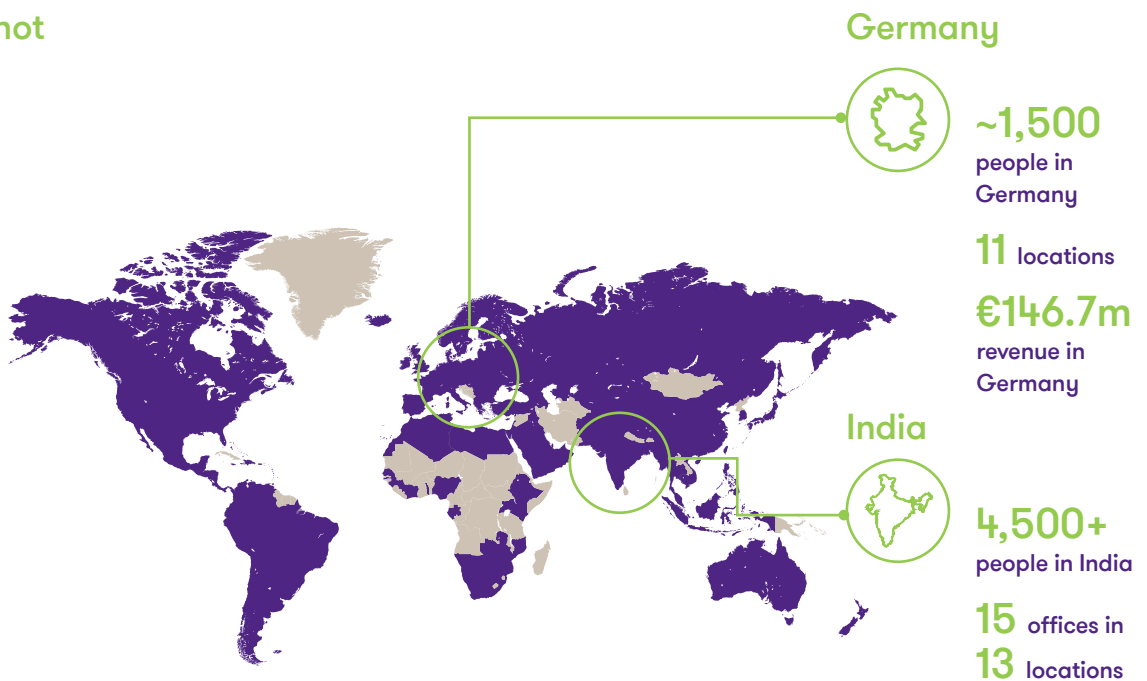 Germany
~1,500
people in
Germany
11 locations
€146.7m
revenue in
Germany
India
4,500+
people in India
15 offices in
13 locations